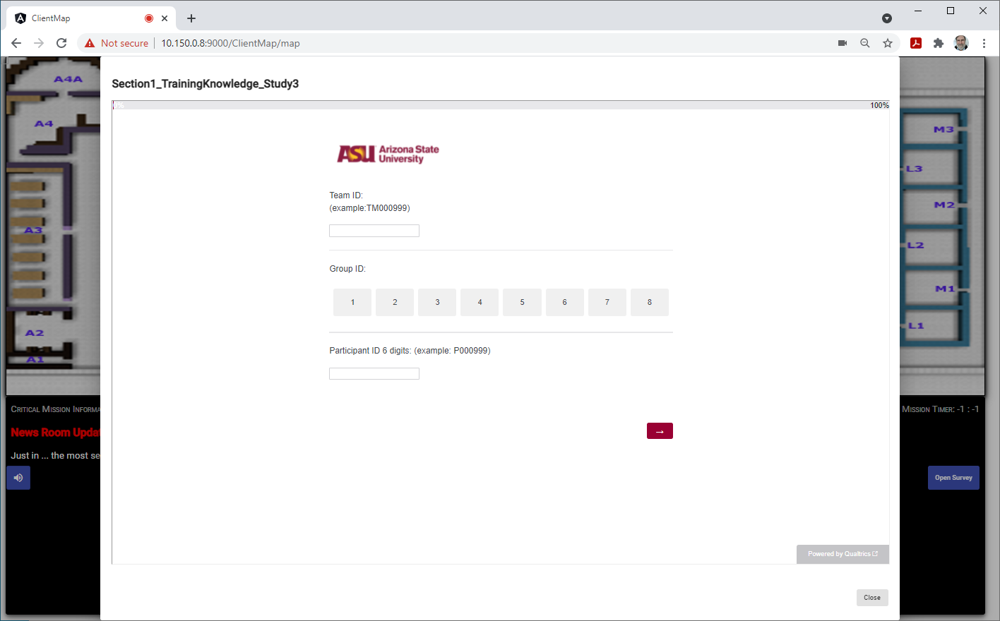 ClientMap
Not secure 10.150.0.8:9000/ClientMap/map
Section1_TrainingKnowledge_Study3
0% 100%
ASU Arizona State
University
Team ID:
(example:TM000999)
Group ID:
1 2 3 4 5 6 7 8
Participant ID 6 digits: (example: P000999)
→
Powered by Qualtrics
Close
A4A
A4
A3
A2
A1
M3
L3
M2
L2
M1
L1
Critical Mission Informa
Mission Timer: -1 : -1
News Room Updat
Just in ... the most se
Open Survey